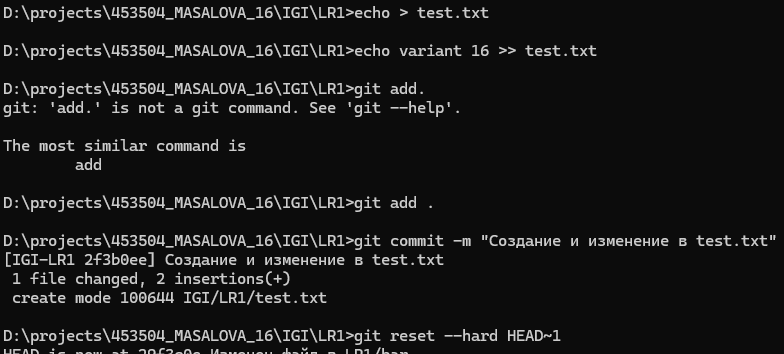 D:\projects\453504_MASALOVA_16\IGI\LR1>echo > test.txt
D:\projects\453504_MASALOVA_16\IGI\LR1>echo variant 16 >> test.txt
D:\projects\453504_MASALOVA_16\IGI\LR1>git add.
git: 'add.' is not a git command. See 'git --help'.
The most similar command is
add
D:\projects\453504_MASALOVA_16\IGI\LR1>git add .
D:\projects\453504_MASALOVA_16\IGI\LR1>git commit -m "Создание и изменение в test.txt"
[IGI-LR1 2f3b0ee] Создание и изменение в test.txt
1 file changed, 2 insertions(+)
create mode 100644 IGI/LR1/test.txt
D:\projects\453504_MASALOVA_16\IGI\LR1>git reset --hard HEAD~1
HEAD is now at